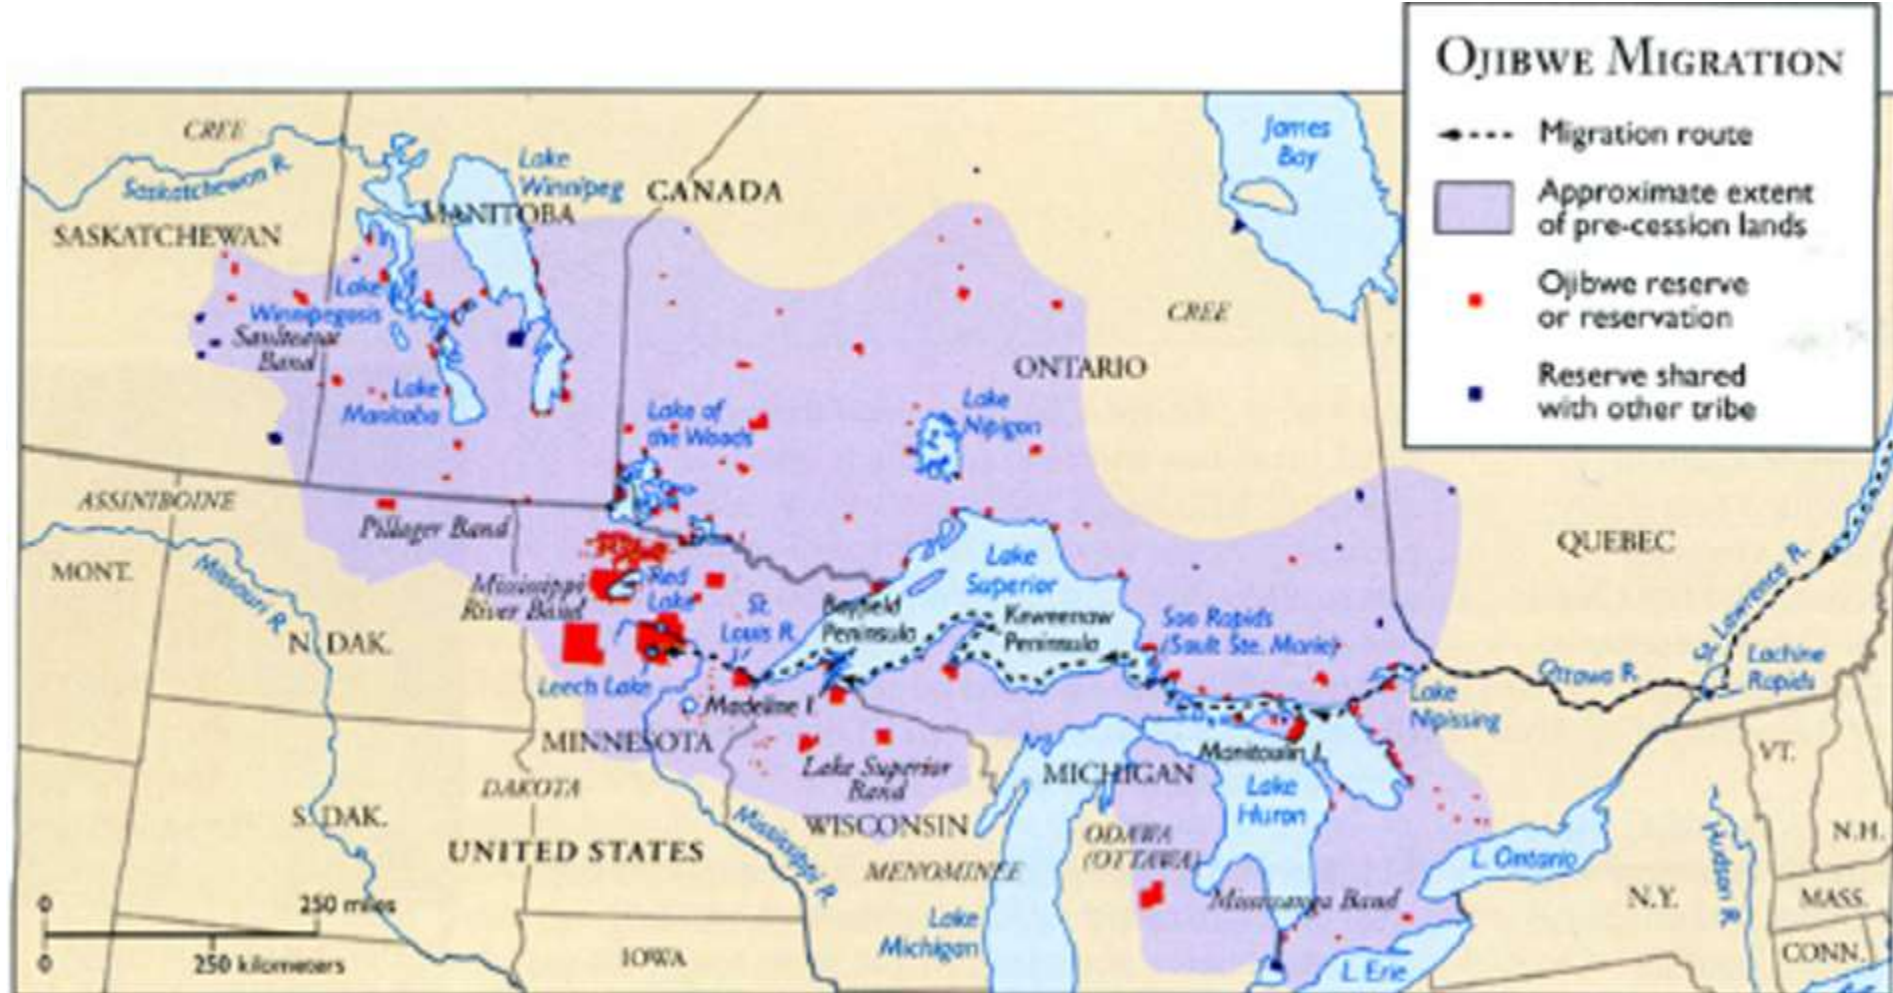 OJIBWE MIGRATION
Migration route
Approximate extent
of pre-cession lands
Ojibwe reserve
or reservation
Reserve shared
with other tribe
CREE
Saskatchewan R.
SASKATCHEWAN
Lake
Winnipeg
MANITOBA
CANADA
James
Bay
Lake
Winnipegosis
Saulteaux
Band
Lake
Manitoba
CREE
ONTARIO
Lake of
the Woods
Lake
Nipigon
ASSINIBOINE
Pillager Band
QUEBEC
MONT.
Missouri R.
Mississippi
River Band
Red
Lake
St.
Louis R.
Bayfield
Peninsula
Lake
Superior
Keweenaw
Peninsula
Soo Rapids
(Sault Ste. Marie)
St. Lawrence R.
Lachine
Rapids
Ottawa R.
N. DAK.
Leech Lake
Madeline I.
Lake
Nipissing
MINNESOTA
Manitoulin I.
MICHIGAN
Lake Superior
Band
Lake
Huron
VT.
DAKOTA
S. DAK.
Mississippi R.
WISCONSIN
ODAWA
(OTTAWA)
N.H.
UNITED STATES
MENOMINEE
L. Ontario
Hudson R.
Mississauga Band
N.Y.
MASS.
0
250 miles
0
250 kilometers
IOWA
Lake
Michigan
L. Erie
CONN.